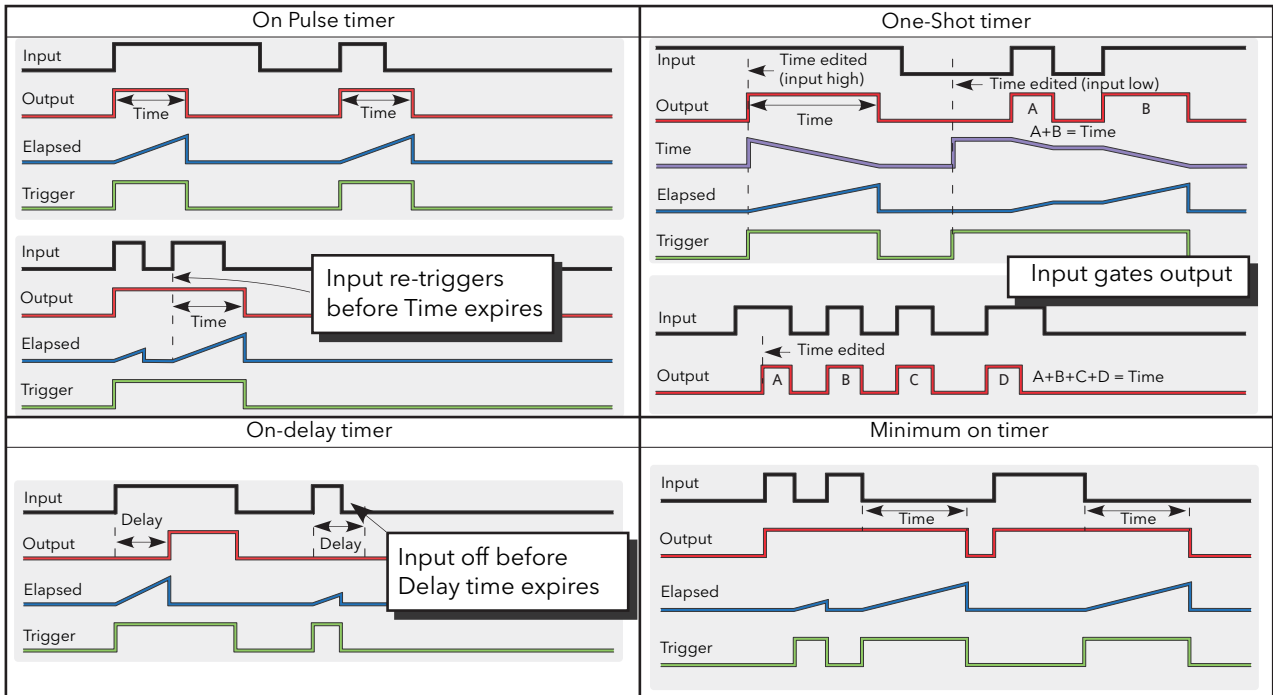 On Pulse timer
Input
Output
Time
Time
Elapsed
Trigger
Input
Input re-triggers
before Time expires
Output
Time
Elapsed
Trigger
One-Shot timer
Input
Time edited
(input high)
Time edited (input low)
Output
A
B
Time
A+B = Time
Time
Elapsed
Trigger
Input gates output
Input
Time edited
Output
A
B
C
D
A+B+C+D = Time
On-delay timer
Input
Delay
Output
Delay
Input off before
Delay time expires
Elapsed
Trigger
Minimum on timer
Input
Time
Time
Output
Elapsed
Trigger